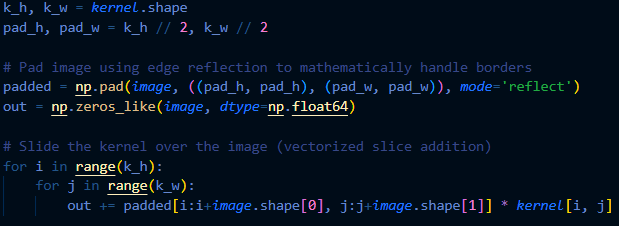 k_h, k_w = kernel.shape
pad_h, pad_w = k_h // 2, k_w // 2
# Pad image using edge reflection to mathematically handle borders
padded = np.pad(image, ((pad_h, pad_h), (pad_w, pad_w)), mode='reflect')
out = np.zeros_like(image, dtype=np.float64)
# Slide the kernel over the image (vectorized slice addition)
for i in range(k_h):
    for j in range(k_w):
        out += padded[i:i+image.shape[0], j:j+image.shape[1]] * kernel[i, j]